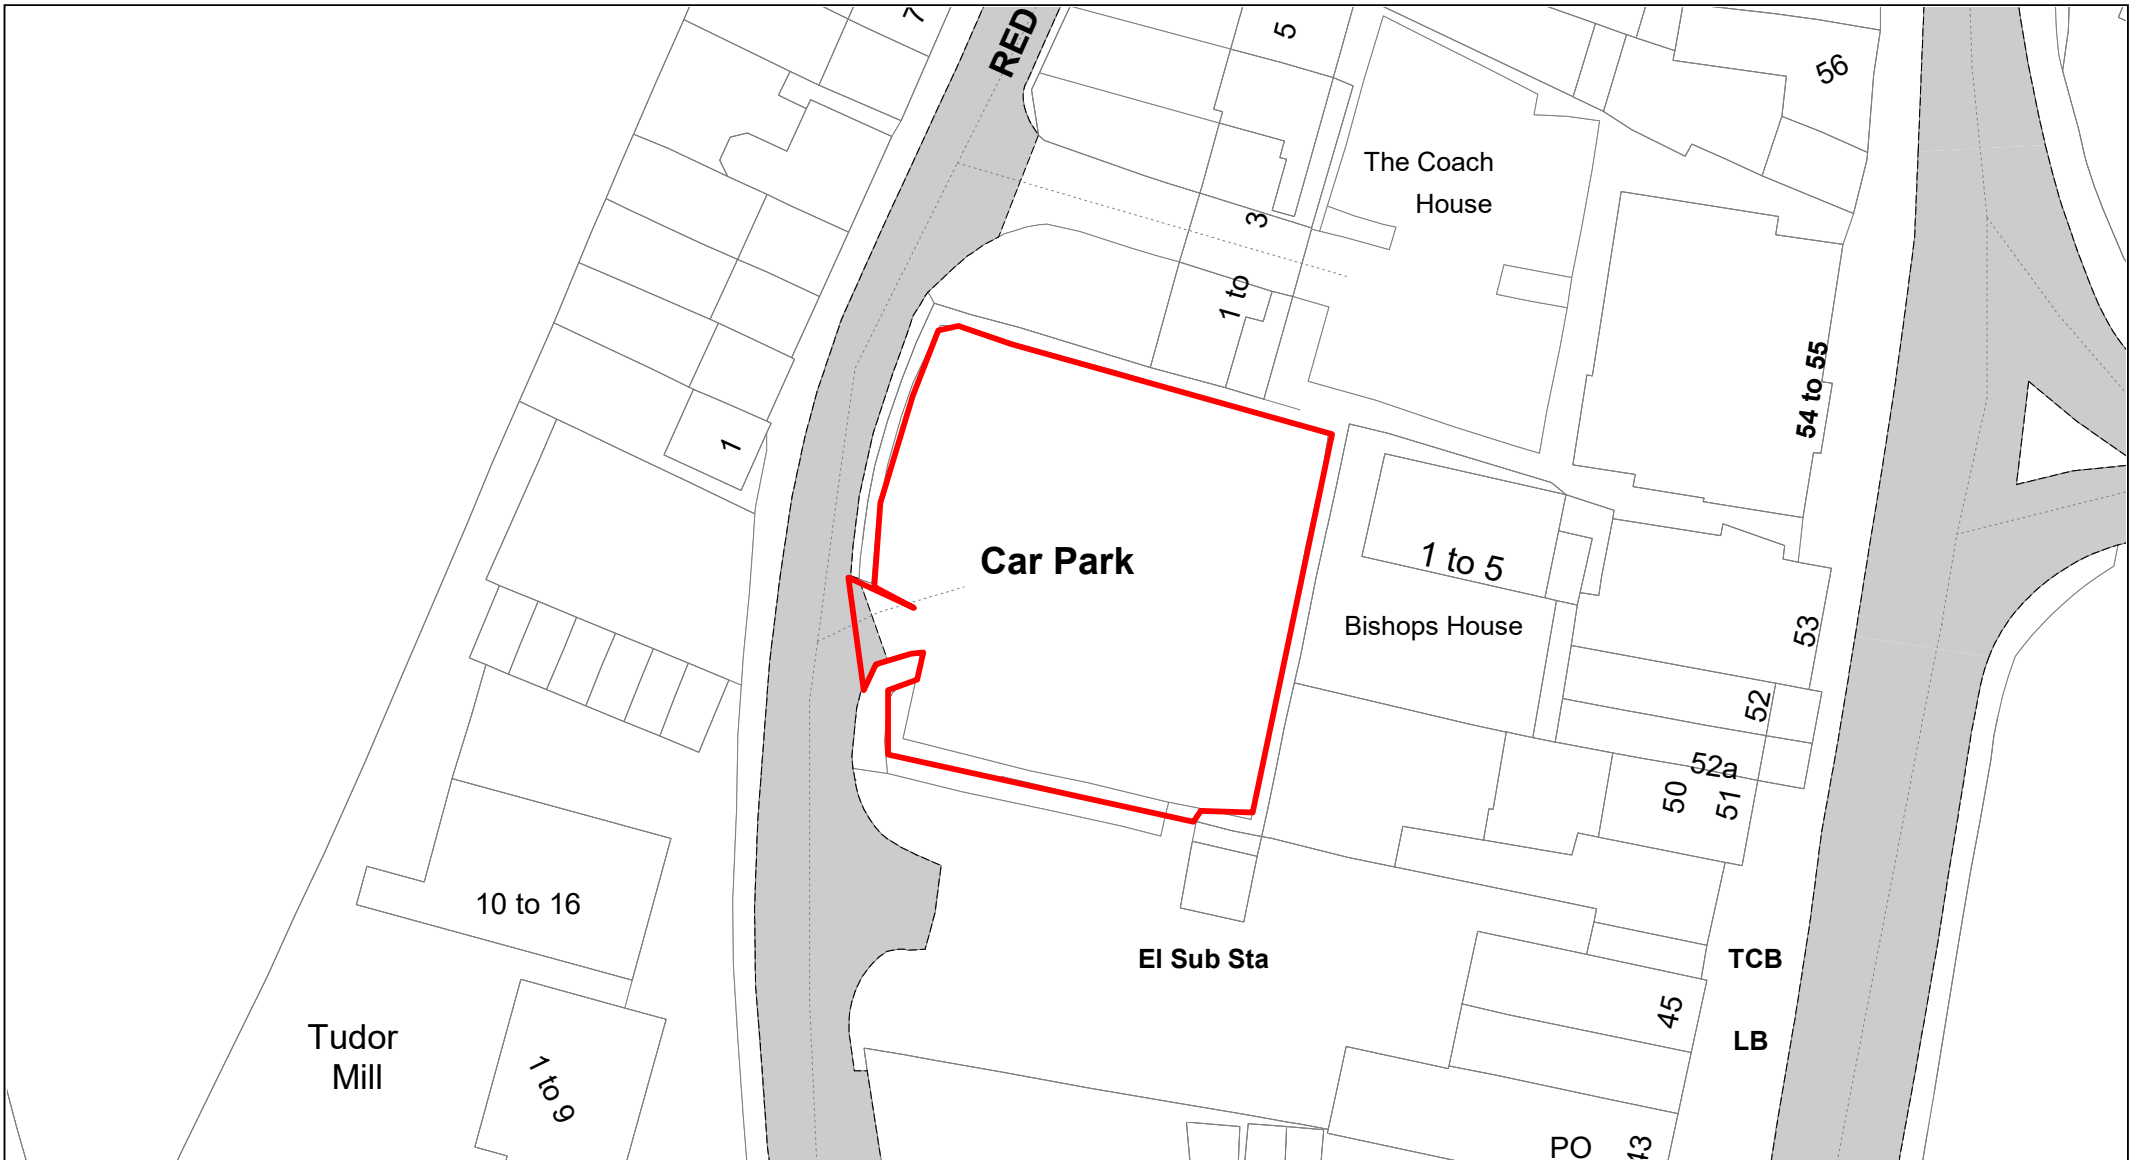 7
RED
5
56
The Coach
House
3
1 to
54 to 55
1
Car Park
1 to 5
Bishops House
53
52
52a
50
51
10 to 16
El Sub Sta
TCB
45
LB
Tudor
Mill
1 to 9
PO
43